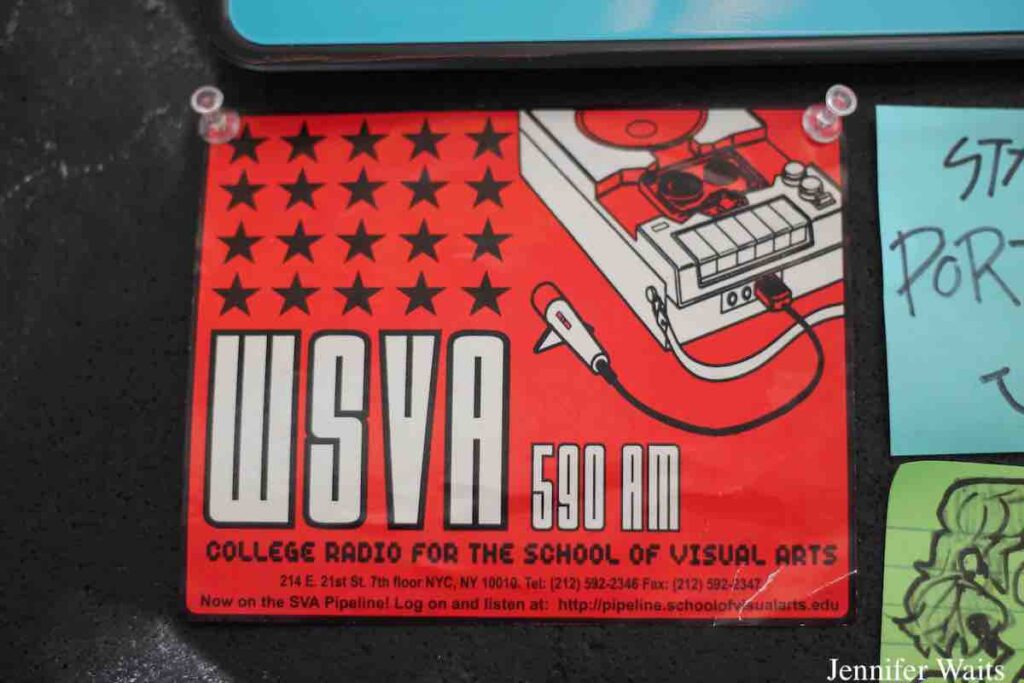 WSVA 590 AM
COLLEGE RADIO FOR THE SCHOOL OF VISUAL ARTS
214 E. 21st St. 7th floor NYC, NY 10010. Tel: (212) 592-2346 Fax: (212) 592-2347
Now on the SVA Pipeline! Log on and listen at: http://pipeline.schoolofvisualarts.edu
Jennifer Waits